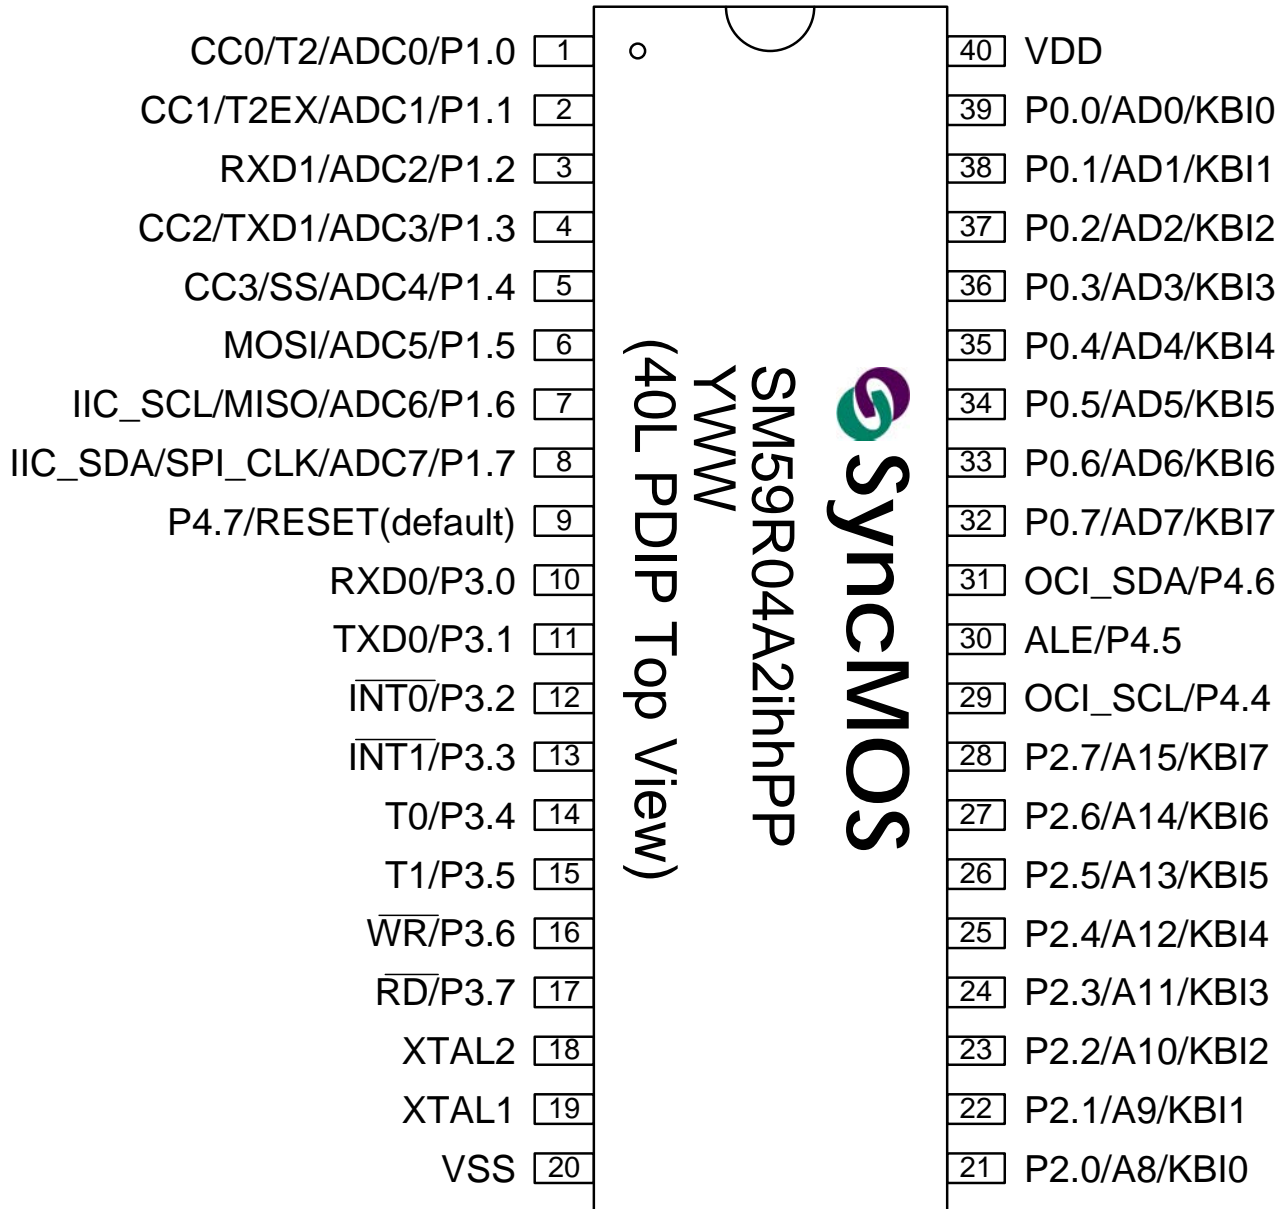 CC0/T2/ADC0/P1.0 1
CC1/T2EX/ADC1/P1.1 2
RXD1/ADC2/P1.2 3
CC2/TXD1/ADC3/P1.3 4
CC3/SS/ADC4/P1.4 5
MOSI/ADC5/P1.5 6
IIC_SCL/MISO/ADC6/P1.6 7
IIC_SDA/SPI_CLK/ADC7/P1.7 8
P4.7/RESET(default) 9
RXD0/P3.0 10
TXD0/P3.1 11
INT0/P3.2 12
INT1/P3.3 13
T0/P3.4 14
T1/P3.5 15
WR/P3.6 16
RD/P3.7 17
XTAL2 18
XTAL1 19
VSS 20
SyncMOS
SM59R04A2ihhPP
YWW
(40L PDIP Top View)
40 VDD
39 P0.0/AD0/KBI0
38 P0.1/AD1/KBI1
37 P0.2/AD2/KBI2
36 P0.3/AD3/KBI3
35 P0.4/AD4/KBI4
34 P0.5/AD5/KBI5
33 P0.6/AD6/KBI6
32 P0.7/AD7/KBI7
31 OCI_SDA/P4.6
30 ALE/P4.5
29 OCI_SCL/P4.4
28 P2.7/A15/KBI7
27 P2.6/A14/KBI6
26 P2.5/A13/KBI5
25 P2.4/A12/KBI4
24 P2.3/A11/KBI3
23 P2.2/A10/KBI2
22 P2.1/A9/KBI1
21 P2.0/A8/KBI0